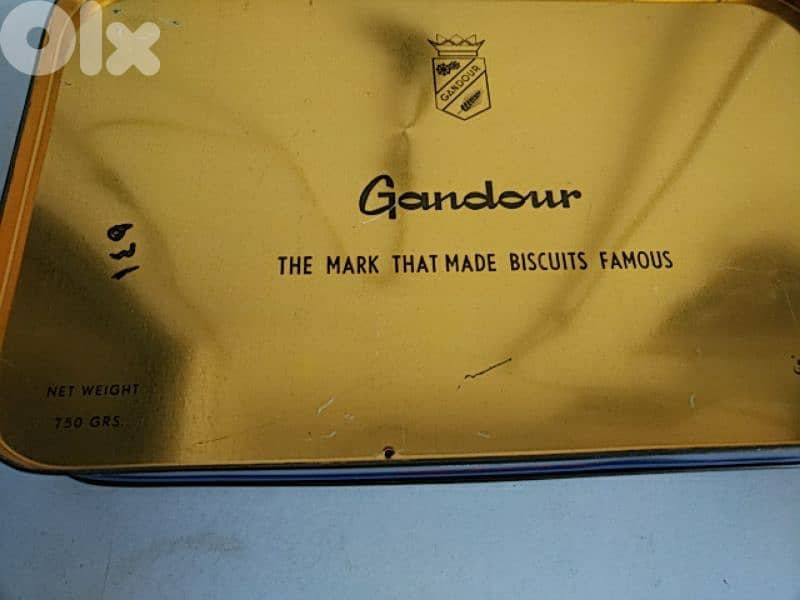 Olx
GANDOUR
Gandour
THE MARK THAT MADE BISCUITS FAMOUS
NET WEIGHT
750 GRS.